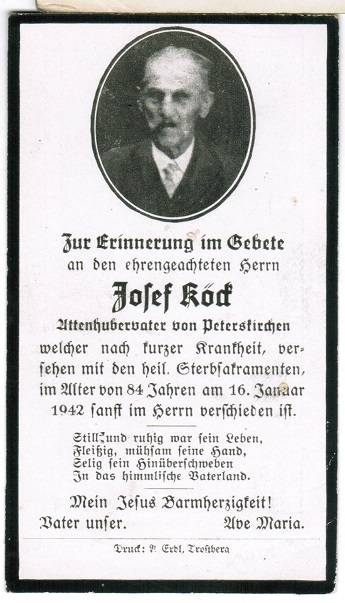 Zur Erinnerung im Gebete
an den ehrengeachteten Herrn
Josef Köck
Attenhubervater von Peterskirchen
welcher nach kurzer Krankheit, ver-
sehen mit den heil. Sterbsakramenten,
im Alter von 84 Jahren am 16. Januar
1942 sanft im Herrn verschieden ist.
Still und ruhig war sein Leben,
Fleißig, mühsam seine Hand,
Selig sein Hinüberschweben
In das himmlische Vaterland.
Mein Jesus Barmherzigkeit!
Vater unser. Ave Maria.
Druck: P. Erdl, Trostberg